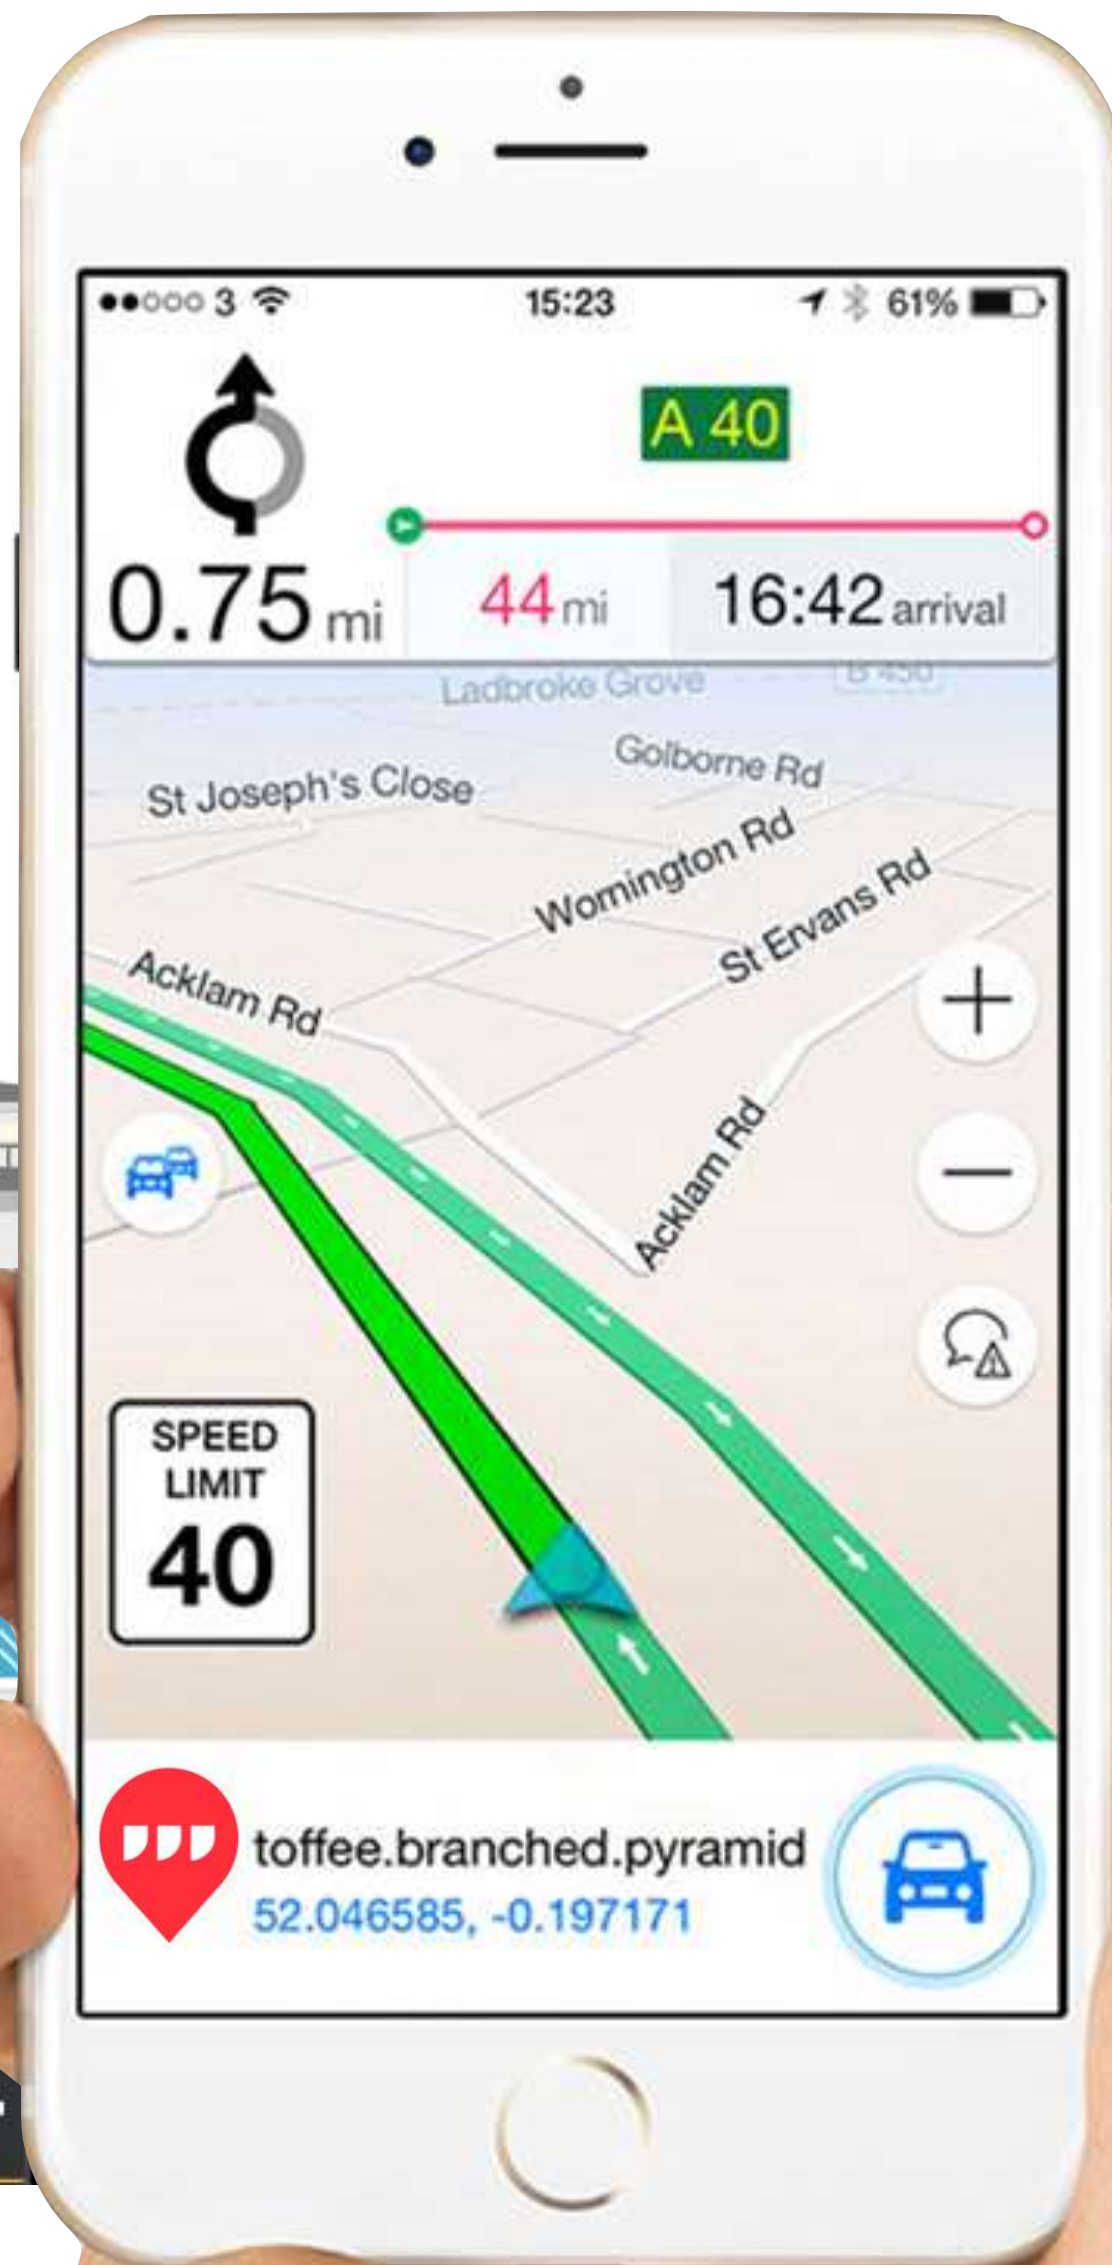 3
15:23
61%
A 40
0.75 mi
44 mi
16:42 arrival
Ladbroke Grove
B 450
Golborne Rd
St Joseph's Close
Wornington Rd
St Ervans Rd
Acklam Rd
Acklam Rd
SPEED
LIMIT
40
toffee.branched.pyramid
52.046585, -0.197171